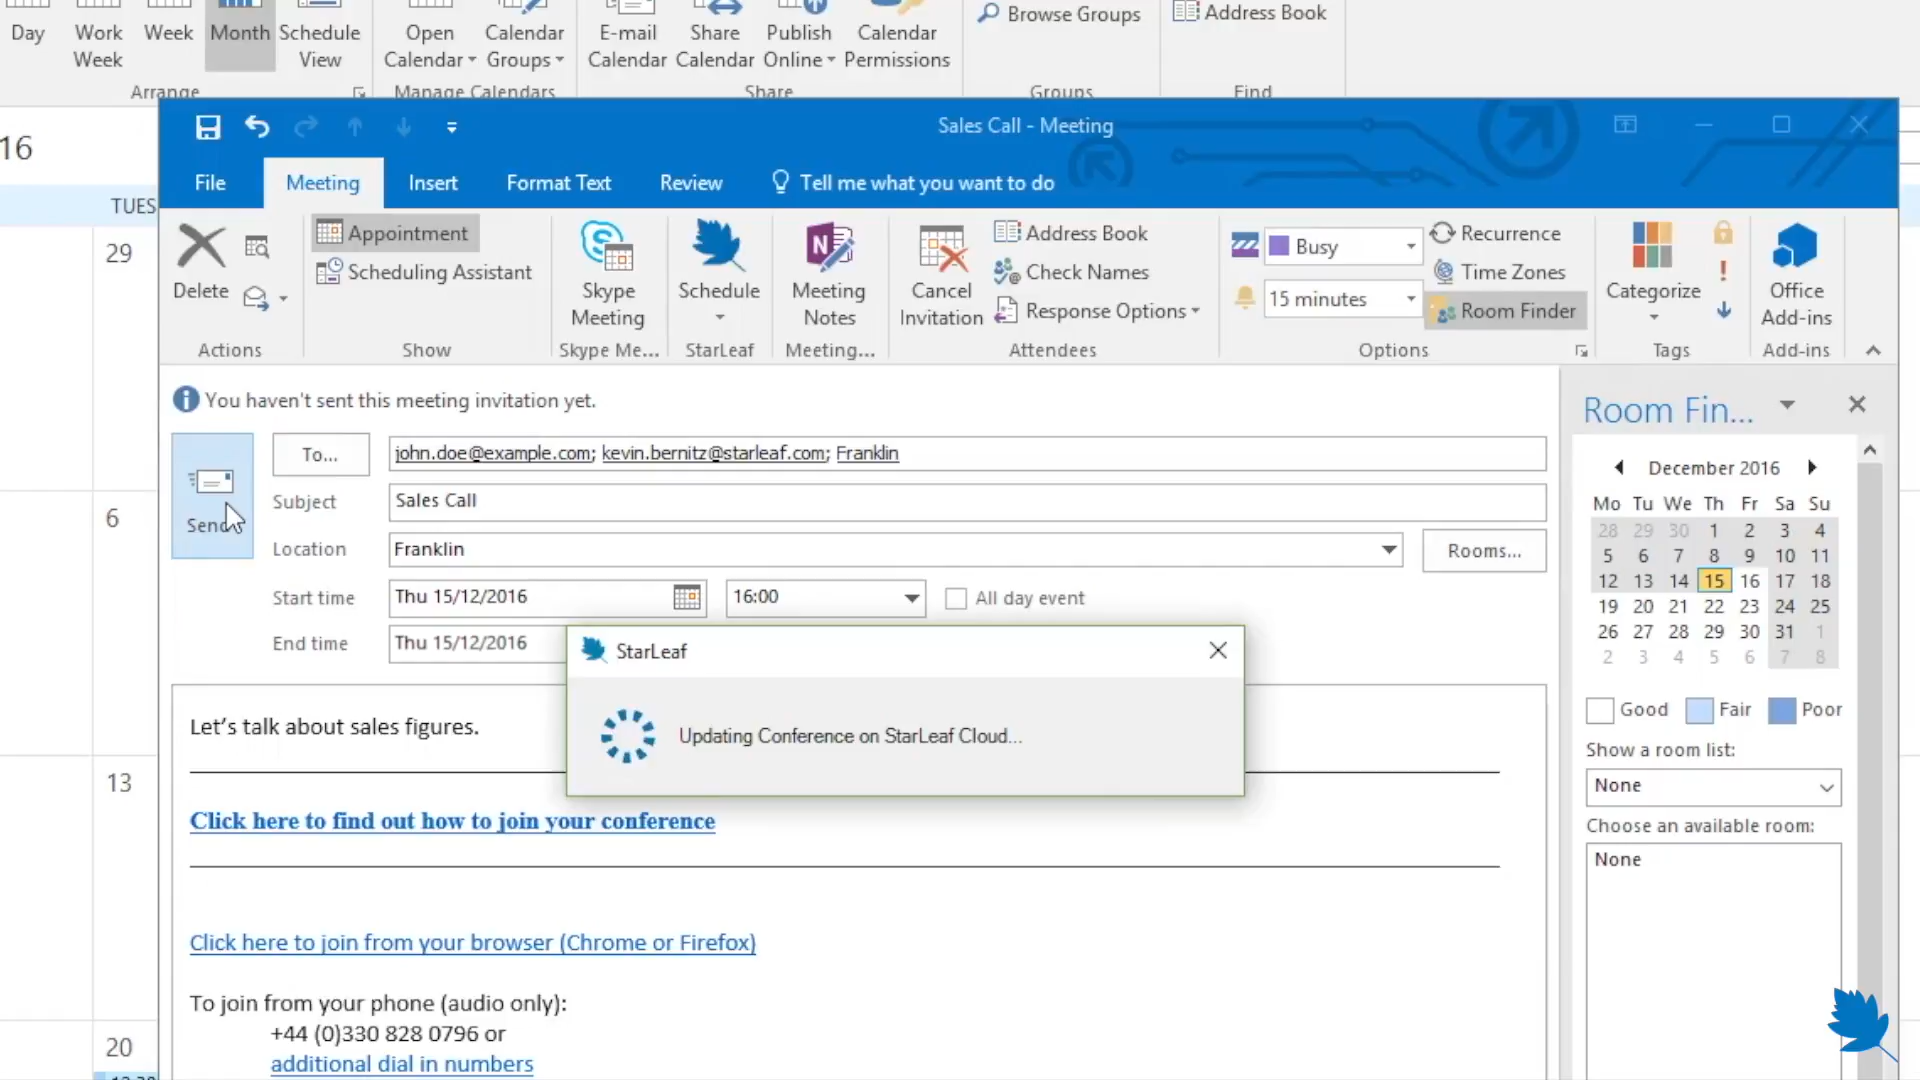 Day
Work Week
Week
Month
Schedule View
Open Calendar
Calendar Groups
E-mail Calendar
Share Calendar
Publish Online
Calendar Permissions
Browse Groups
Address Book
Arrange
Manage Calendars
Share
Groups
Find
16
TUES
29
6
13
20
Sales Call - Meeting
File
Meeting
Insert
Format Text
Review
Tell me what you want to do
Delete
Appointment
Scheduling Assistant
Skype Meeting
Schedule
Meeting Notes
Cancel Invitation
Address Book
Check Names
Response Options
Busy
15 minutes
Recurrence
Time Zones
Room Finder
Categorize
Office Add-ins
Actions
Show
Skype Me...
StarLeaf
Meeting...
Attendees
Options
Tags
Add-ins
You haven't sent this meeting invitation yet.
Send
To...
john.doe@example.com; kevin.bernitz@starleaf.com; Franklin
Subject
Sales Call
Location
Franklin
Rooms...
Start time
Thu 15/12/2016
16:00
All day event
End time
Thu 15/12/2016
StarLeaf
Updating Conference on StarLeaf Cloud...
Let's talk about sales figures.
Click here to find out how to join your conference
Click here to join from your browser (Chrome or Firefox)
To join from your phone (audio only):
+44 (0)330 828 0796 or
additional dial in numbers
Room Fin...
December 2016
Mo Tu We Th Fr Sa Su
28 29 30 1 2 3 4
5 6 7 8 9 10 11
12 13 14 15 16 17 18
19 20 21 22 23 24 25
26 27 28 29 30 31 1
2 3 4 5 6 7 8
Good Fair Poor
Show a room list:
None
Choose an available room:
None